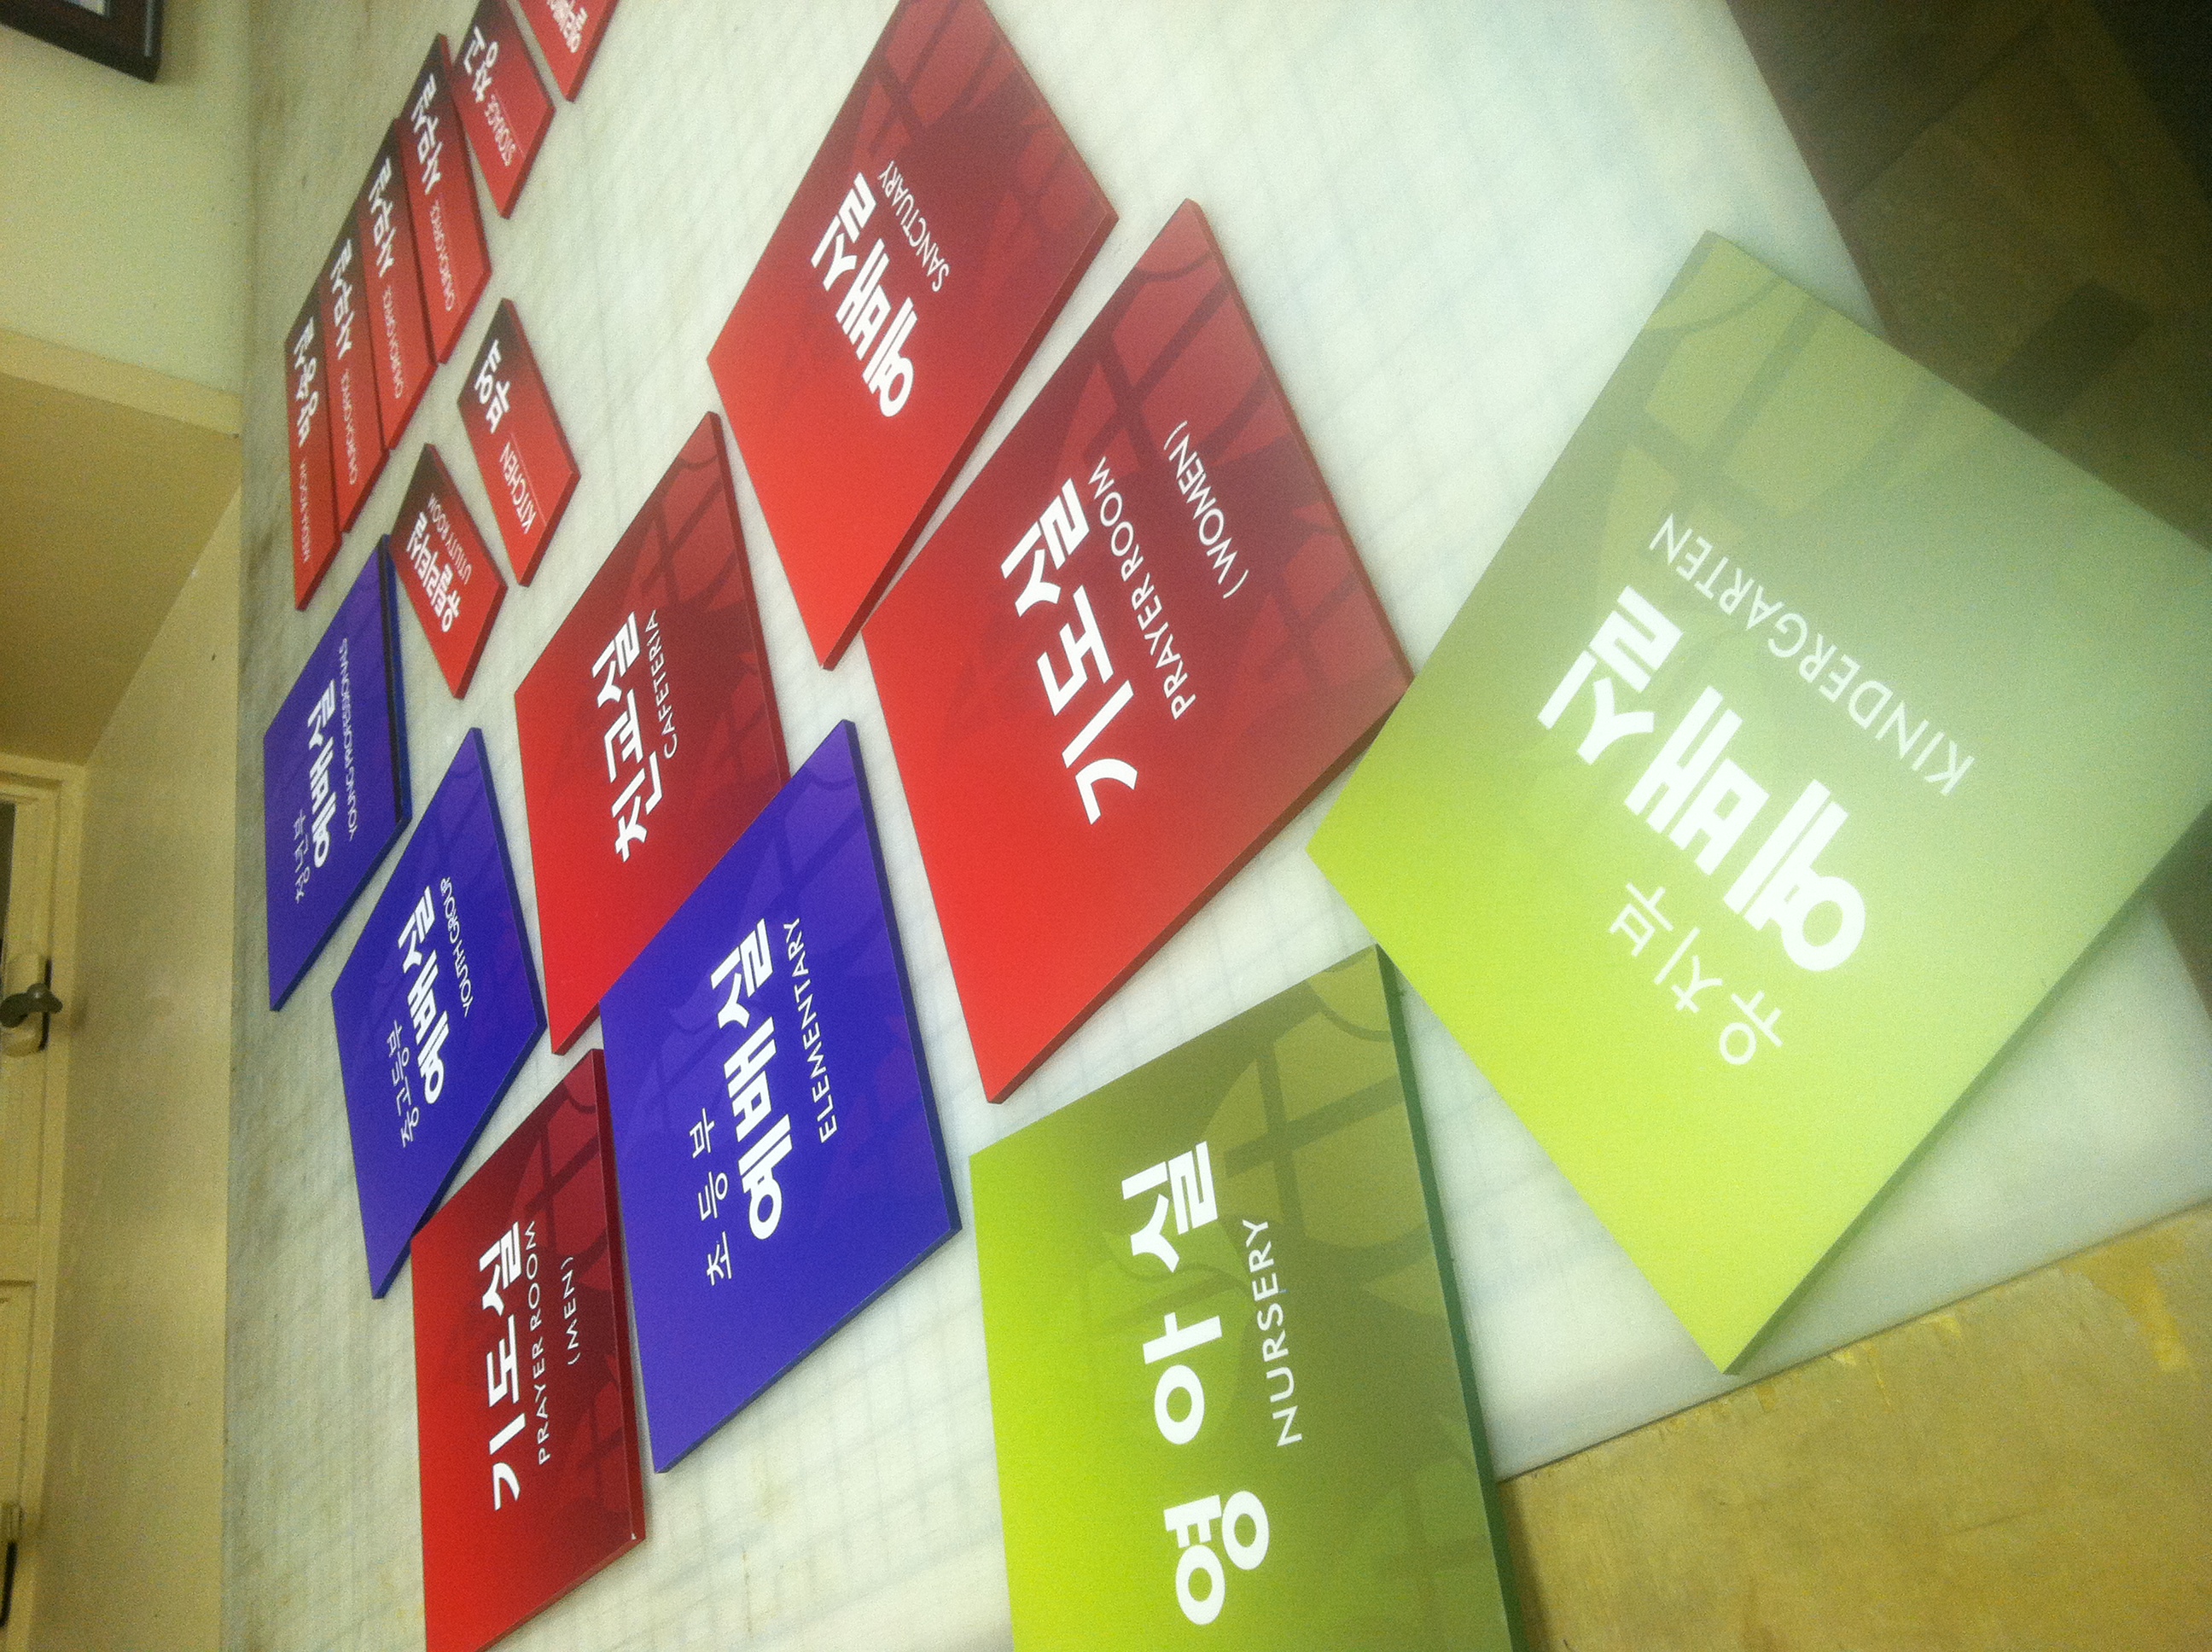 청년부
예배실
YOUNG PROFESSIONALS
MEDIA ROOM 방송실
CHURCH OFFICE 사무실
CHURCH OFFICE 사무실
CHURCH OFFICE 사무실
중고등부
예배실
YOUTH GROUP
유틸리티실
UTILITY ROOM
KITCHEN 부엌
STORAGE 창고
기도실
PRAYER ROOM
(MEN)
친교실
CAFETERIA
초등부
예배실
ELEMENTARY
예배실
SANCTUARY
기도실
PRAYER ROOM
(WOMEN)
영아실
NURSERY
유치부
예배실
KINDERGARTEN